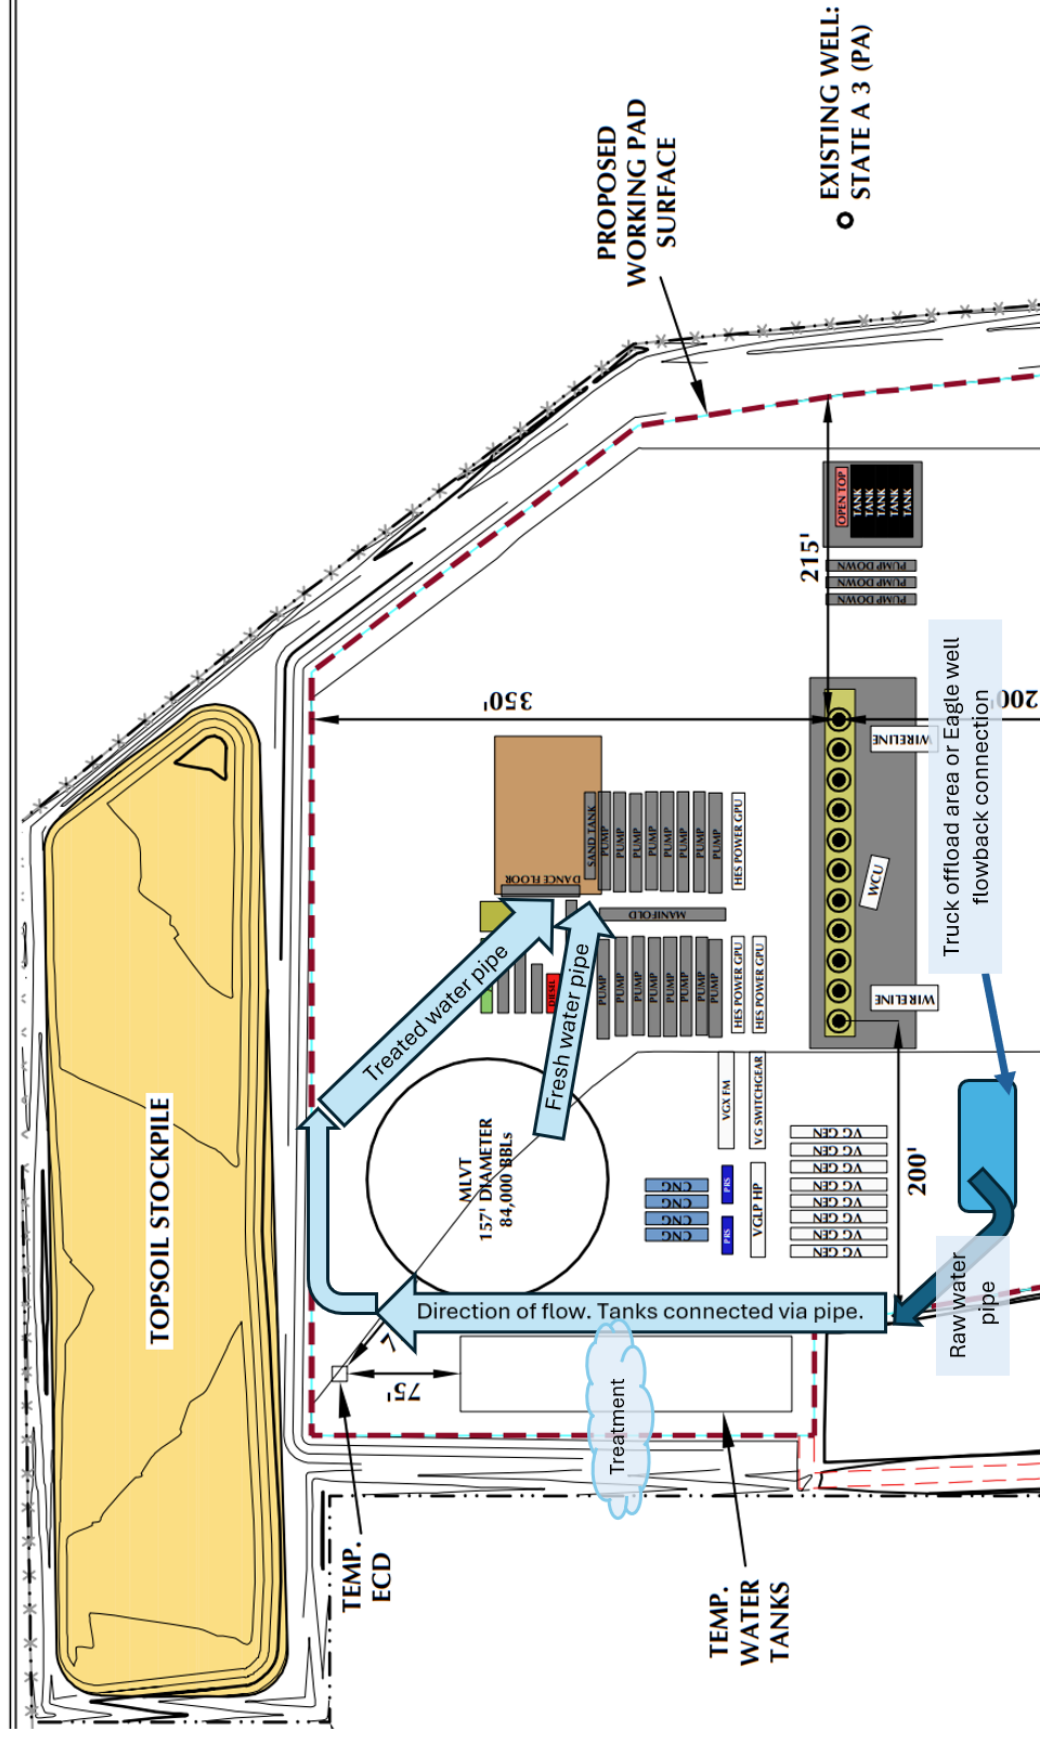 EXISTING WELL:
STATE A 3 (PA)
PROPOSED
WORKING PAD
SURFACE
OPEN TOP
TANK
TANK
TANK
TANK
TANK
215'
PUMP DOWN
PUMP DOWN
PUMP DOWN
350'
200'
WIRELINE
WCU
WIRELINE
Truck offload area or Eagle well
flowback connection
DANCE FLOOR
SAND TANK
PUMP
PUMP
PUMP
PUMP
PUMP
PUMP
PUMP
PUMP
HES POWER GPU
MANIFOLD
PUMP
PUMP
PUMP
PUMP
PUMP
PUMP
PUMP
PUMP
HES POWER GPU
HES POWER GPU
DIESEL
Treated water pipe
Fresh water pipe
TOPSOIL STOCKPILE
MLVT
157' DIAMETER
84,000 BBLs
VGX FM
VG SWITCHGEAR
CNG
CNG
CNG
CNG
PRS
PRS
VGLP HP
VG GEN
VG GEN
VG GEN
VG GEN
VG GEN
VG GEN
VG GEN
VG GEN
200'
Direction of flow. Tanks connected via pipe.
Raw water
pipe
75'
Treatment
TEMP.
ECD
TEMP.
WATER
TANKS